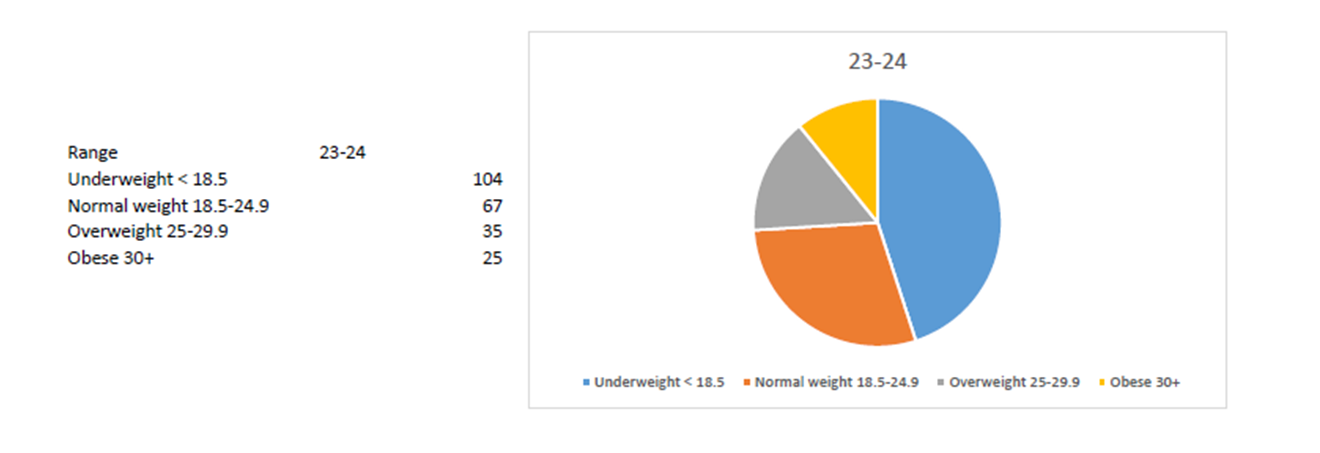 Range 23-24
Underweight < 18.5 104
Normal weight 18.5-24.9 67
Overweight 25-29.9 35
Obese 30+ 25
23-24
Underweight < 18.5 Normal weight 18.5-24.9 Overweight 25-29.9 Obese 30+